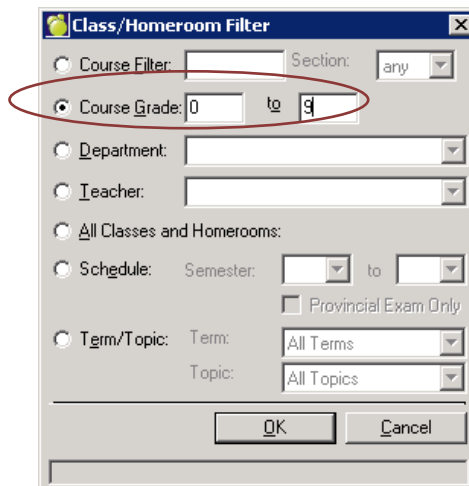 Class/Homeroom Filter
Course Filter: Section: any
Course Grade: 0 to 9
Department:
Teacher:
All Classes and Homerooms:
Schedule: Semester: to
Provincial Exam Only
Term/Topic: Term: All Terms
Topic: All Topics
OK Cancel